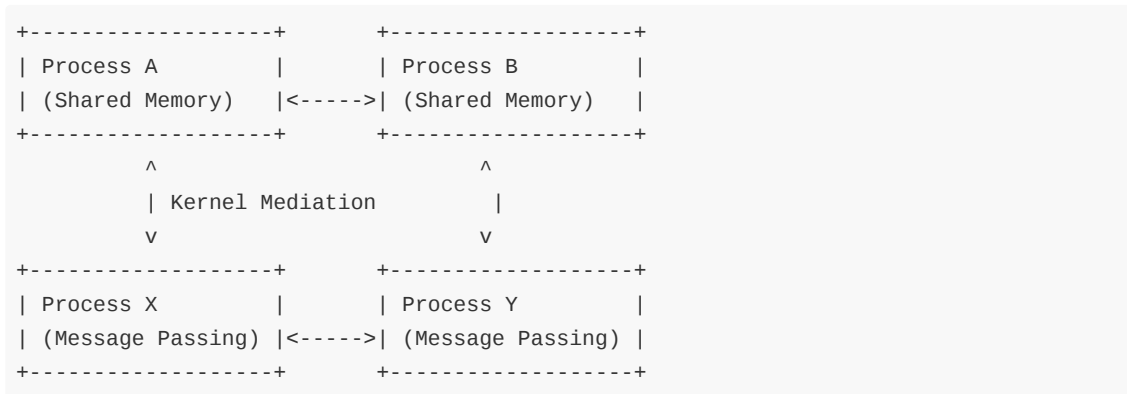 +-------------------+      +-------------------+
| Process A         |      | Process B         |
| (Shared Memory)   |<----->| (Shared Memory)   |
+-------------------+      +-------------------+
          ^                          ^
          | Kernel Mediation         |
          v                          v
+-------------------+      +-------------------+
| Process X         |      | Process Y         |
| (Message Passing) |<----->| (Message Passing) |
+-------------------+      +-------------------+